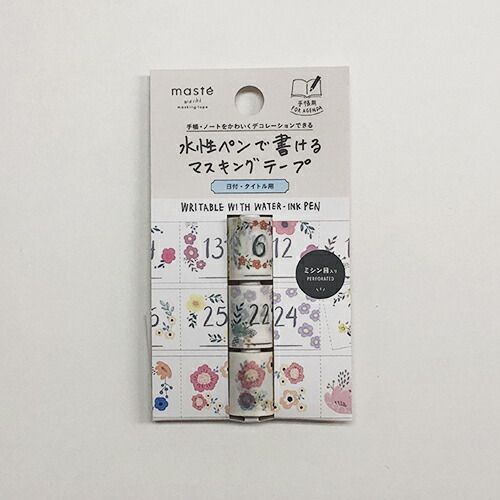 masté
masking tape
手帳用
FOR AGENDA
手帳・ノートをかわいくデコレーションできる
水性ペンで書ける
マスキングテープ
日付・タイトル用
WRITABLE WITH WATER-INK PEN
13 6 12
ミシン目入り
PERFORATED
25 22 24